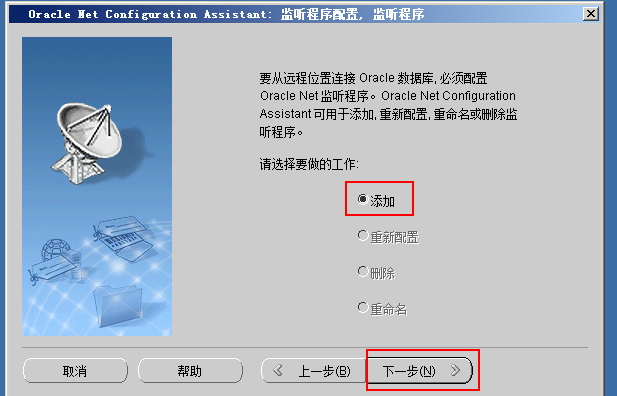 Oracle Net Configuration Assistant: 监听程序配置, 监听程序
要从远程位置连接 Oracle 数据库, 必须配置
Oracle Net 监听程序。Oracle Net Configuration
Assistant 可用于添加, 重新配置, 重命名或删除监
听程序。
请选择要做的工作:
添加
重新配置
删除
重命名
取消 帮助 上一步(B) 下一步(N)